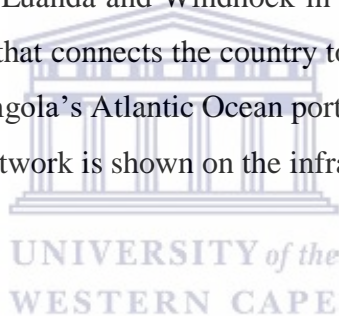 Luanda and Windhoek in
that connects the country to
ngola's Atlantic Ocean port
twork is shown on the infra
UNIVERSITY of the
WESTERN CAPE